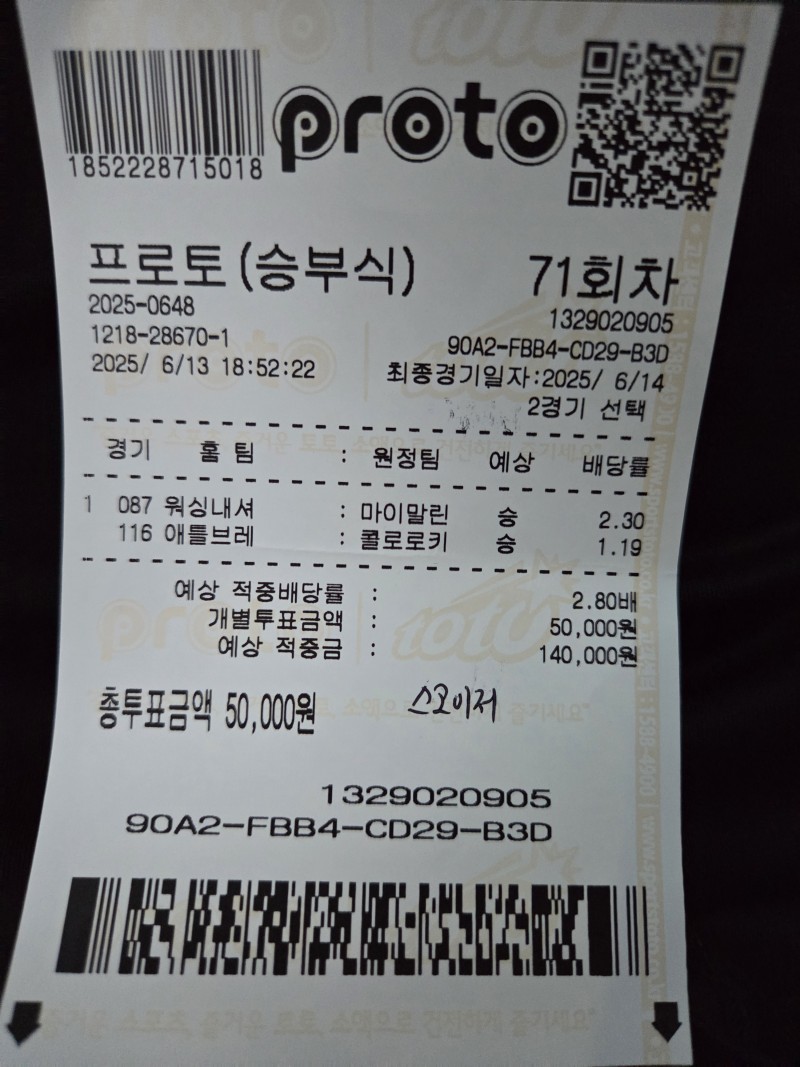 1852228715018
proto
프로토(승부식) 71회차
2025-0648 1329020905
1218-28670-1 90A2-FBB4-CD29-B3D
2025/ 6/13 18:52:22 최종경기일자:2025/ 6/14
2경기 선택
경기 홈 팀 : 원정팀 예상 배당률
1 087 워싱내셔 : 마이말린 승 2.30
116 애틀브레 : 콜로로키 승 1.19
예상 적중배당률 : 2.80배
개별투표금액 : 50,000원
예상 적중금 : 140,000원
총투표금액 50,000원 스코이저
1329020905
90A2-FBB4-CD29-B3D